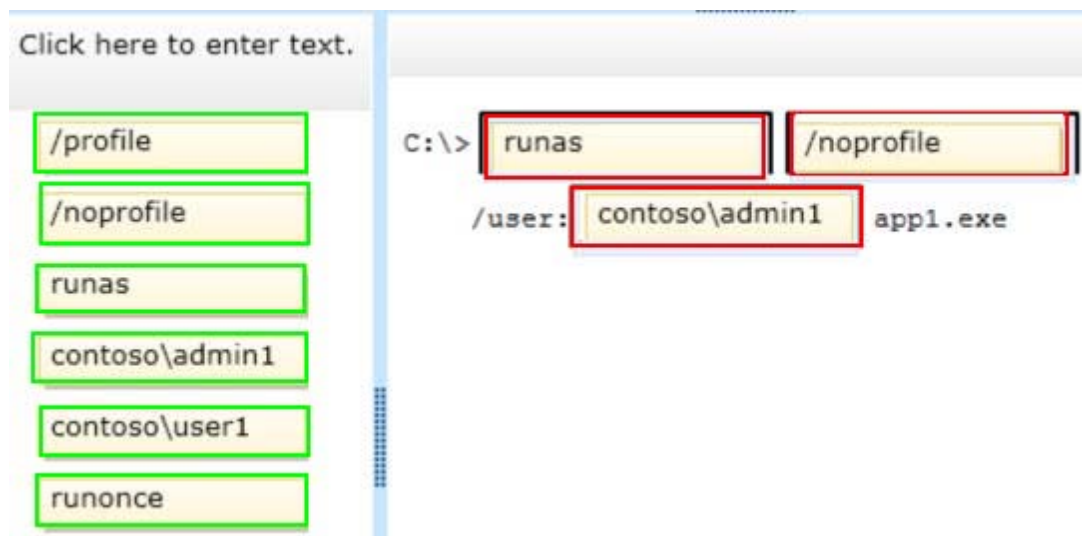 Click here to enter text.
/profile
/noprofile
runas
contoso\admin1
contoso\user1
runonce
C:\> runas /noprofile
/user: contoso\admin1 app1.exe